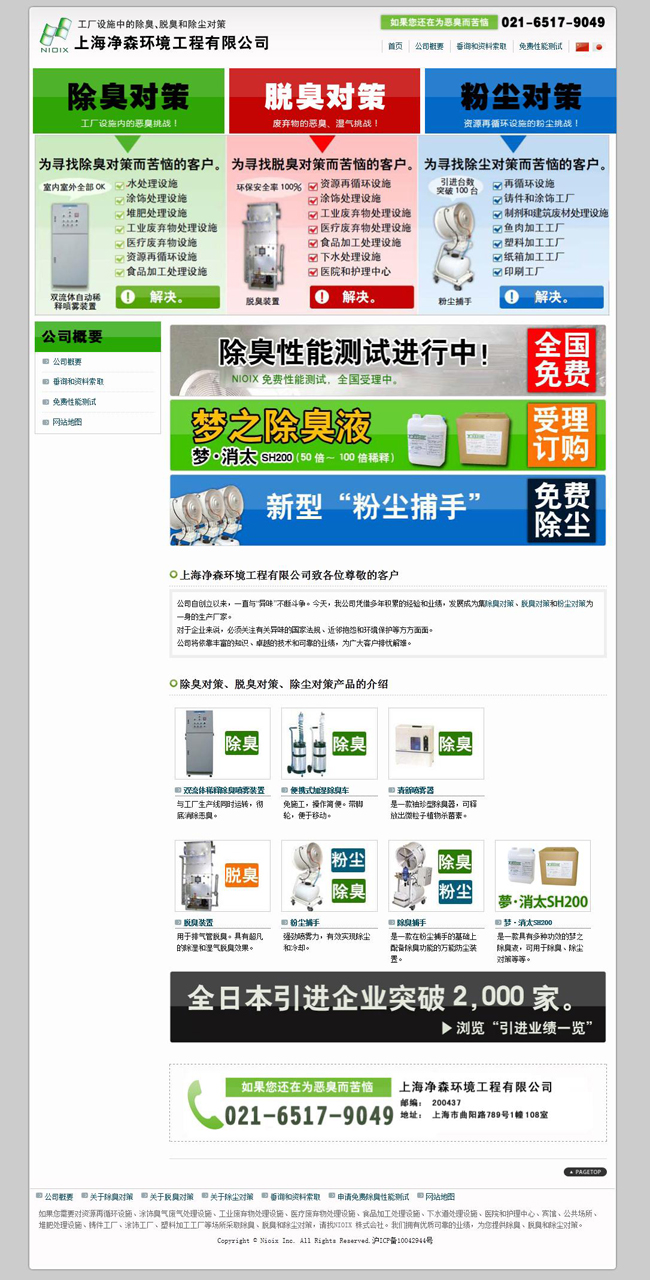 NIOIX
工厂设施中的除臭、脱臭和除尘对策
上海净森环境工程有限公司
如果您还在为恶臭而苦恼 021-6517-9049
首页 公司概要 垂询和资料索取 免费性能测试
除臭对策
工厂设施内的恶臭挑战!
脱臭对策
废弃物的恶臭、湿气挑战!
粉尘对策
资源再循环设施的粉尘挑战!
为寻找除臭对策而苦恼的客户。
室内室外全部 OK
水处理设施
涂饰处理设施
堆肥处理设施
工业废弃物处理设施
医疗废弃物设施
资源再循环设施
食品加工处理设施
双流体自动稀
释喷雾装置
解决。
为寻找脱臭对策而苦恼的客户。
环保安全率 100%
资源再循环设施
涂饰处理设施
工业废弃物处理设施
医疗废弃物处理设施
食品加工处理设施
下水处理设施
医院和护理中心
脱臭装置
解决。
为寻找除尘对策而苦恼的客户。
引进台数
突破 100 台
再循环设施
铸件和涂饰工厂
制剂和建筑废材处理设施
鱼肉加工工厂
塑料加工工厂
纸箱加工工厂
印刷工厂
粉尘捕手
解决。
公司概要
公司概要
垂询和资料索取
免费性能测试
网站地图
除臭性能测试进行中!
NIOIX 免费性能测试，全国受理中。
全国
免费
梦之除臭液
梦·消太 SH200 (50 倍～ 100 倍稀释)
受理
订购
新型“粉尘捕手”
免费
除尘
上海净森环境工程有限公司致各位尊敬的客户
公司自创立以来，一直与“异味”不断斗争。今天，我公司凭借多年积累的经验和业绩，发展成为集除臭对策、脱臭对策和粉尘对策为
一身的生产厂家。
对于企业来说，必须关注有关异味的国家法规、近邻抱怨和环境保护等方方面面。
公司将依靠丰富的知识、卓越的技术和可靠的业绩，为广大客户排忧解难。
除臭对策、脱臭对策、除尘对策产品的介绍
除臭
双流体稀释除臭喷雾装置
与工厂生产线同时运转，彻
底消除恶臭。
除臭
便携式加湿除臭车
免施工，操作简便。带脚
轮，便于移动。
除臭
清新喷雾器
是一款袖珍型除臭器，可释
放出微粒子植物杀菌素。
脱臭
脱臭装置
用于排气管脱臭。具有超凡
的除湿和湿气脱臭效果。
粉尘
除臭
粉尘捕手
强劲喷雾力，有效实现除尘
和冷却。
除臭
粉尘
除臭捕手
是一款在粉尘捕手的基础上
配备除臭功能的万能防尘装
置。
夢·消太SH200
梦·消太SH200
是一款具有多种功效的梦之
除臭液，可用于除臭、除尘
对策等等。
全日本引进企业突破 2,000 家。
▶ 浏览“引进业绩一览”
如果您还在为恶臭而苦恼
021-6517-9049
上海净森环境工程有限公司
邮编： 200437
地址： 上海市曲阳路789号1幢108室
▲ PAGETOP
公司概要 关于除臭对策 关于脱臭对策 关于除尘对策 垂询和资料索取 申请免费除臭性能测试 网站地图
如果您需要对资源再循环设施、涂饰臭气废气处理设施、工业废弃物处理设施、医疗废弃物处理设施、食品加工处理设施、下水道处理设施、医院和护理中心、宾馆、公共场所、
堆肥处理设施、铸件工厂、涂饰工厂、塑料加工工厂等场所采取除臭、脱臭和除尘对策，请找NIOIX 株式会社。我们拥有优质可靠的业绩，为您提供除臭、脱臭和除尘对策。
Copyright © Nioix Inc. All Rights Reserved.沪ICP备10042944号